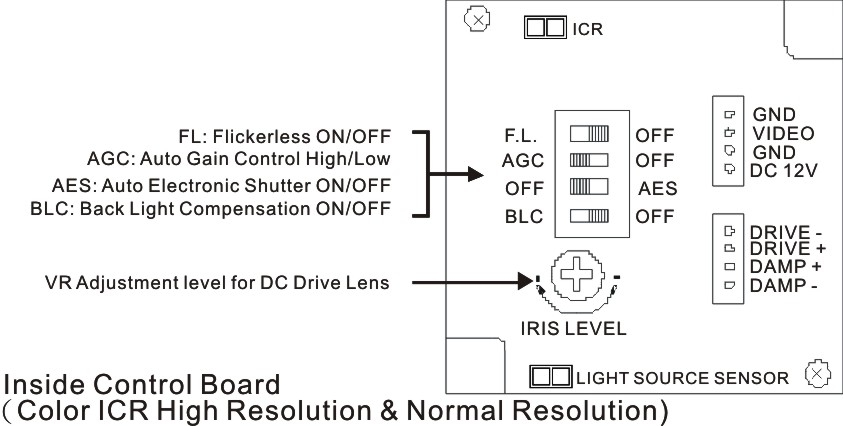 ICR
FL: Flickerless ON/OFF
AGC: Auto Gain Control High/Low
AES: Auto Electronic Shutter ON/OFF
BLC: Back Light Compensation ON/OFF
F.L. OFF
AGC OFF
OFF AES
BLC OFF
GND
VIDEO
GND
DC 12V
DRIVE -
DRIVE +
DAMP +
DAMP -
VR Adjustment level for DC Drive Lens
- -
IRIS LEVEL
LIGHT SOURCE SENSOR
Inside Control Board
(Color ICR High Resolution & Normal Resolution)